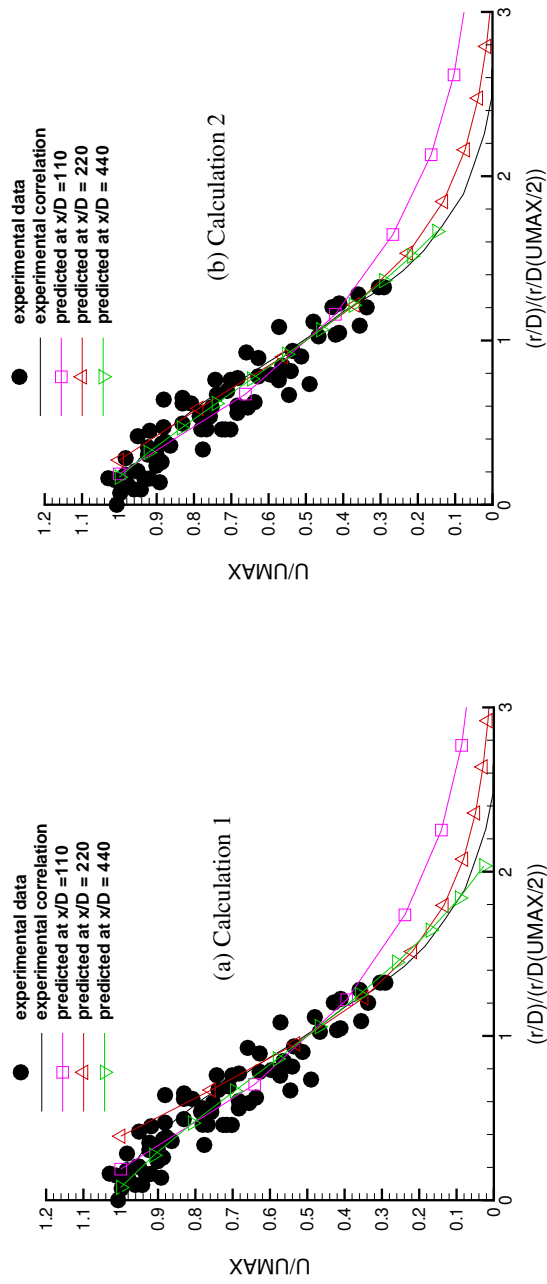 experimental data
experimental correlation
predicted at x/D =110
predicted at x/D = 220
predicted at x/D = 440
(a) Calculation 1
U/UMAX
1.2
1.1
1
0.9
0.8
0.7
0.6
0.5
0.4
0.3
0.2
0.1
0
0 1 2 3
(r/D)/(r/D(UMAX/2))
experimental data
experimental correlation
predicted at x/D =110
predicted at x/D = 220
predicted at x/D = 440
(b) Calculation 2
U/UMAX
1.2
1.1
1
0.9
0.8
0.7
0.6
0.5
0.4
0.3
0.2
0.1
0
0 1 2 3
(r/D)/(r/D(UMAX/2))